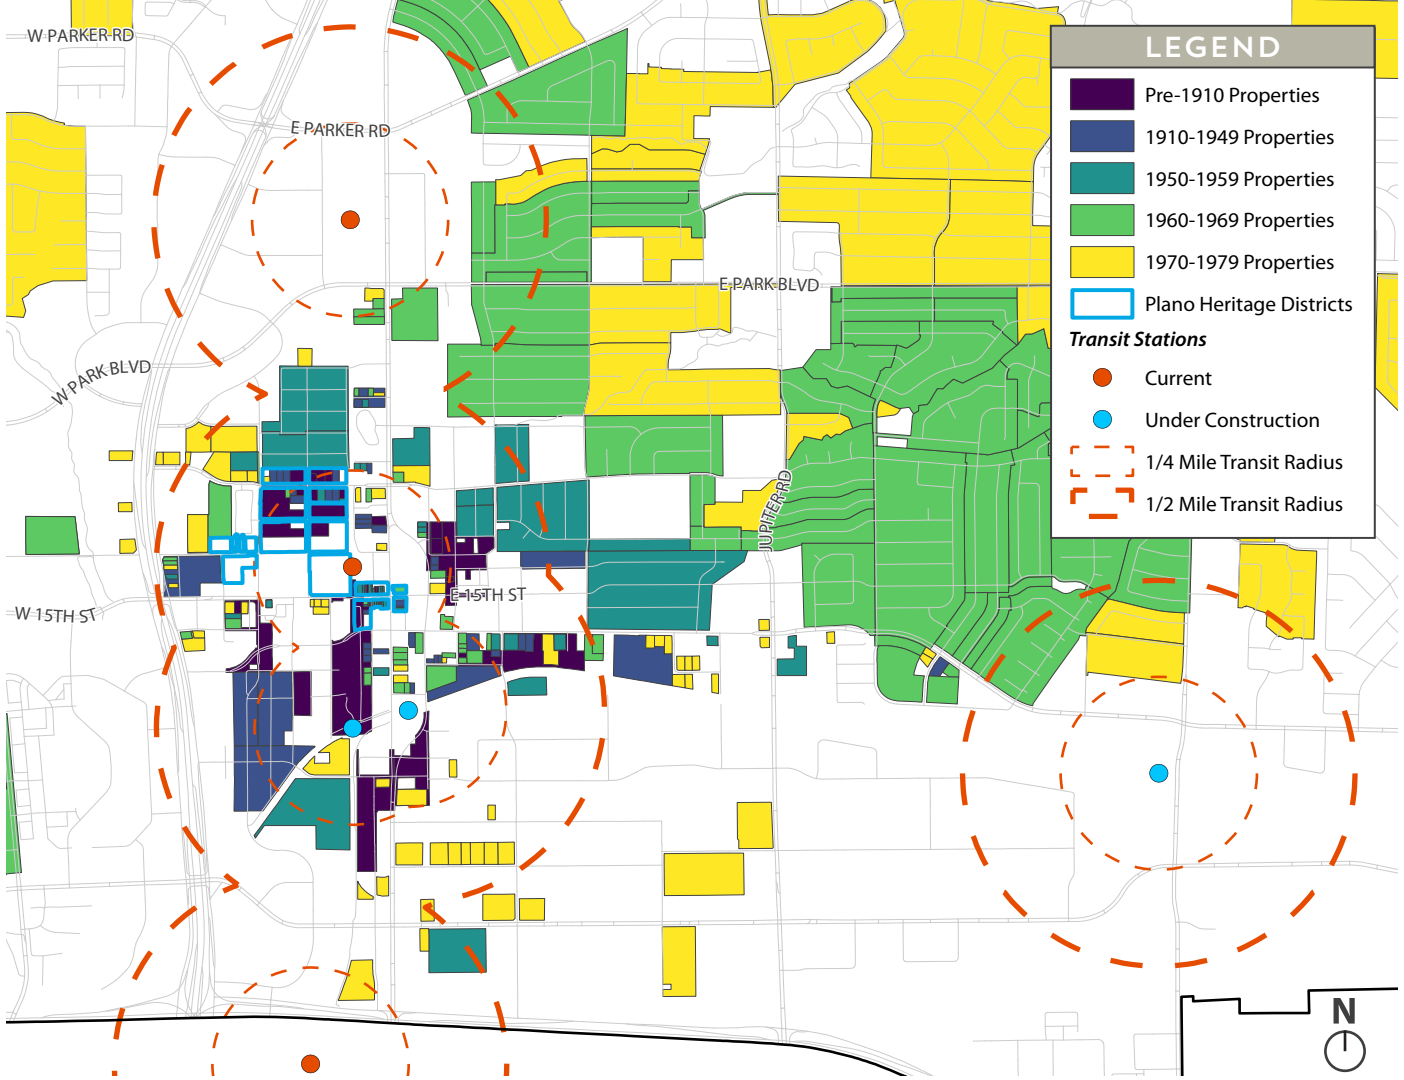 W PARKER RD
E PARKER RD
E PARK BLVD
W PARK BLVD
JUPITER RD
E 15TH ST
W 15TH ST
LEGEND
Pre-1910 Properties
1910-1949 Properties
1950-1959 Properties
1960-1969 Properties
1970-1979 Properties
Plano Heritage Districts
Transit Stations
Current
Under Construction
1/4 Mile Transit Radius
1/2 Mile Transit Radius
N